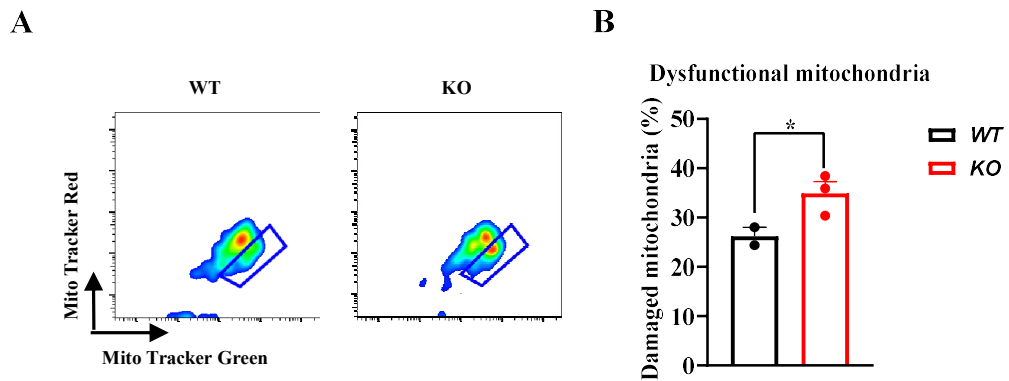 A
B
WT
KO
Mito Tracker Red
Mito Tracker Green
Dysfunctional mitochondria
Damaged mitochondria (%)
50
40
30
20
10
0
*
WT
KO